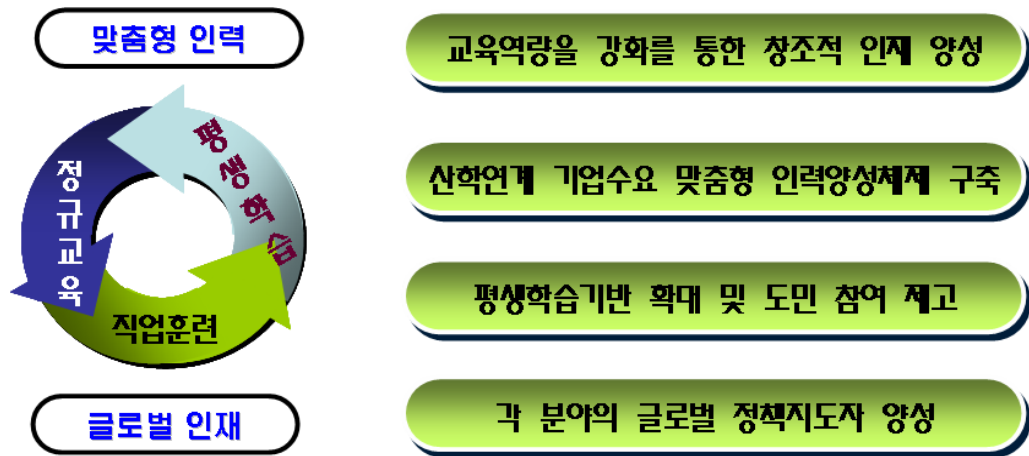 맞춤형 인력
정규교육
평생학습
직업훈련
글로벌 인재
교육역량을 강화를 통한 창조적 인재 양성
산학연계 기업수요 맞춤형 인력양성체제 구축
평생학습기반 확대 및 도민 참여 제고
각 분야의 글로벌 정책지도자 양성